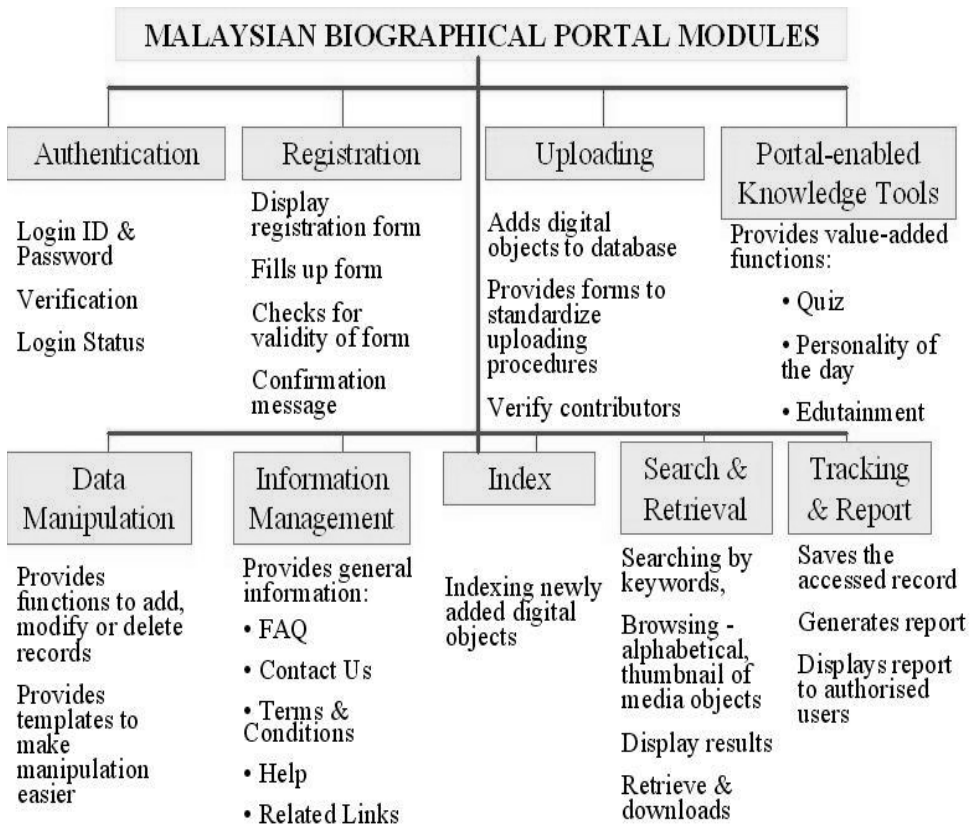 MALAYSIAN BIOGRAPHICAL PORTAL MODULES
Authentication
Login ID &
Password
Verification
Login Status
Registration
Display
registration form
Fills up form
Checks for
validity of form
Confirmation
message
Uploading
Adds digital
objects to database
Provides forms to
standardize
uploading
procedures
Verify contributors
Portal-enabled
Knowledge Tools
Provides value-added
functions:
• Quiz
• Personality of
the day
• Edutainment
Data
Manipulation
Provides
functions to add,
modify or delete
records
Provides
templates to
make
manipulation
easier
Information
Management
Provides general
information:
• FAQ
• Contact Us
• Terms &
Conditions
• Help
• Related Links
Index
Indexing newly
added digital
objects
Search &
Retrieval
Searching by
keywords,
Browsing -
alphabetical,
thumbnail of
media objects
Display results
Retrieve &
downloads
Tracking
& Report
Saves the
accessed record
Generates report
Displays report
to authorised
users